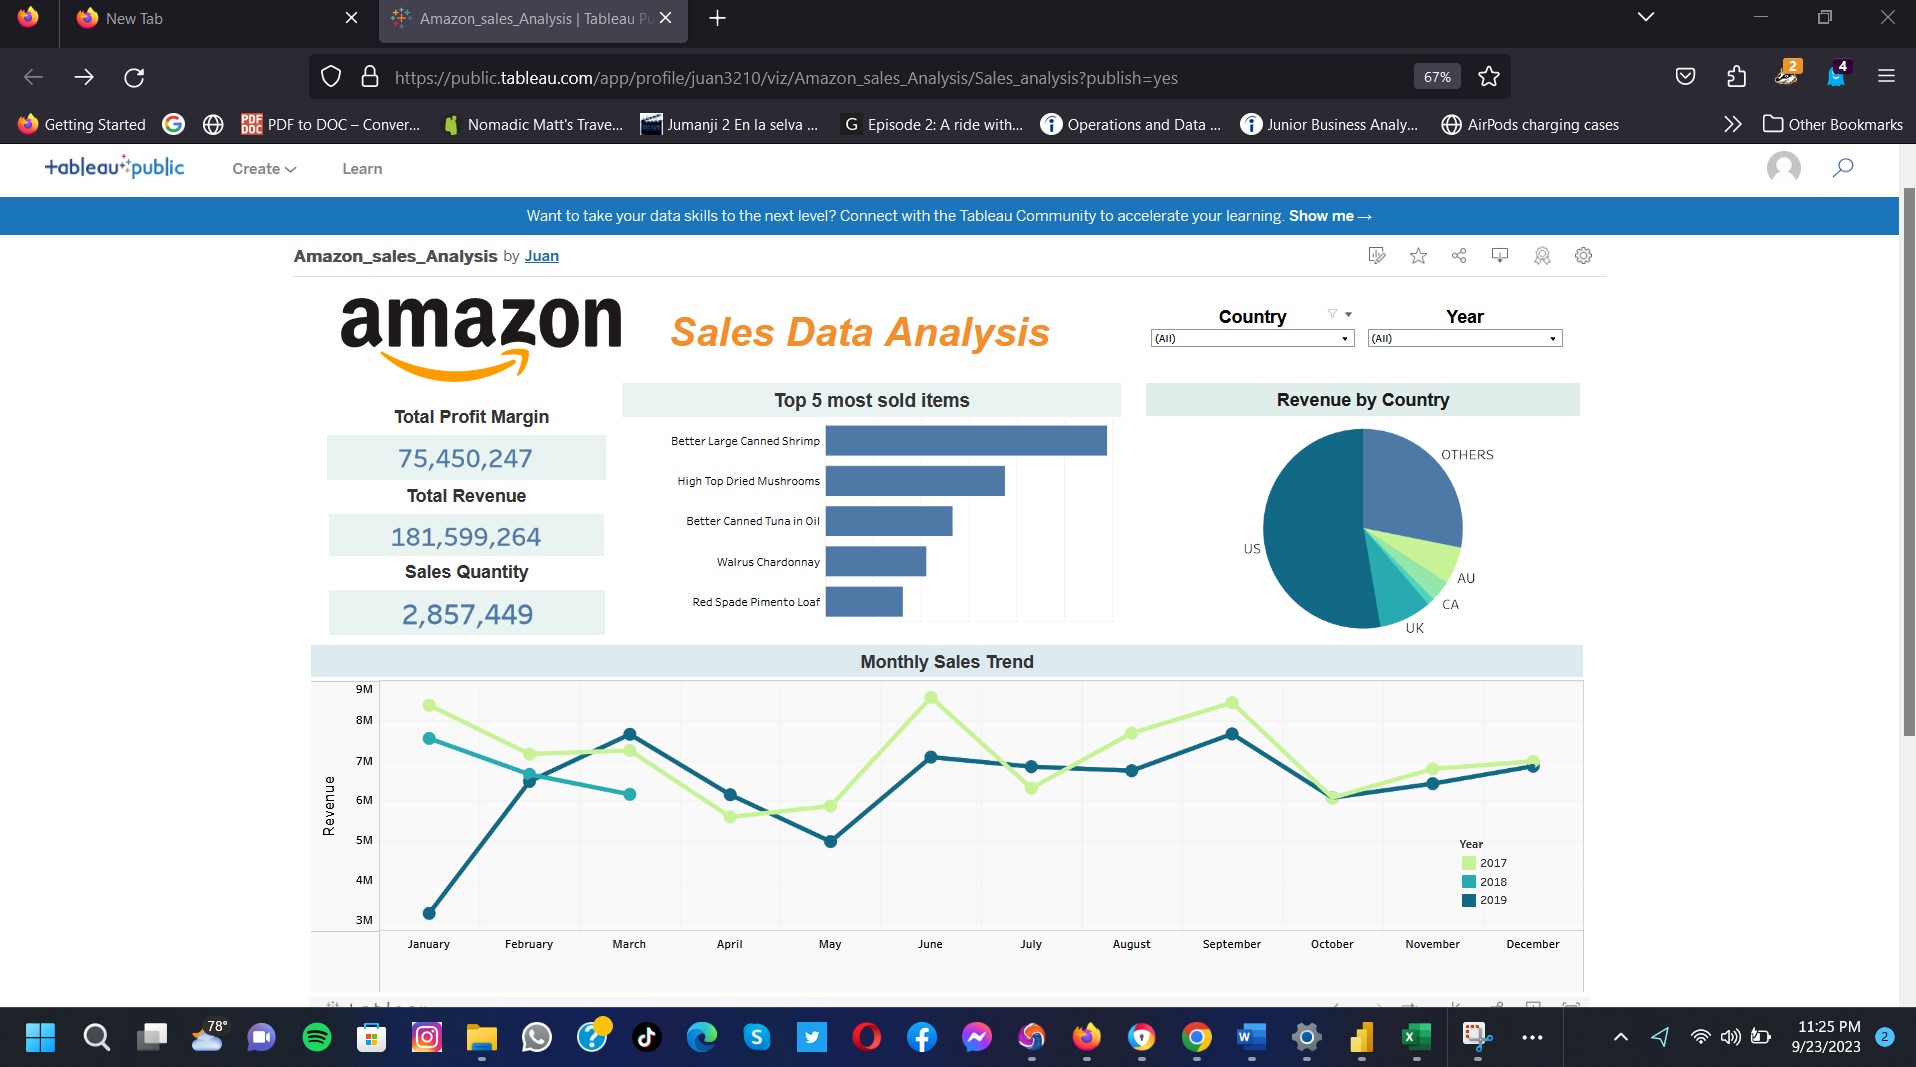 New Tab
Amazon_sales_Analysis | Tableau Pu
https://public.tableau.com/app/profile/juan3210/viz/Amazon_sales_Analysis/Sales_analysis?publish=yes
67%
2
4
Getting Started
PDF DOC
PDF to DOC – Conver...
Nomadic Matt's Trave...
Jumanji 2 En la selva ...
G
Episode 2: A ride with...
Operations and Data ...
Junior Business Analy...
AirPods charging cases
Other Bookmarks
+ableau public
Create
Learn
Want to take your data skills to the next level? Connect with the Tableau Community to accelerate your learning. Show me →
Amazon_sales_Analysis by Juan
amazon
Sales Data Analysis
Country
(All)
Year
(All)
Total Profit Margin
75,450,247
Total Revenue
181,599,264
Sales Quantity
2,857,449
Top 5 most sold items
Better Large Canned Shrimp
High Top Dried Mushrooms
Better Canned Tuna in Oil
Walrus Chardonnay
Red Spade Pimento Loaf
Revenue by Country
OTHERS
US
AU
CA
UK
Monthly Sales Trend
Revenue
9M
8M
7M
6M
5M
4M
3M
Year
2017
2018
2019
January February March April May June July August September October November December
78°
11:25 PM
9/23/2023
2